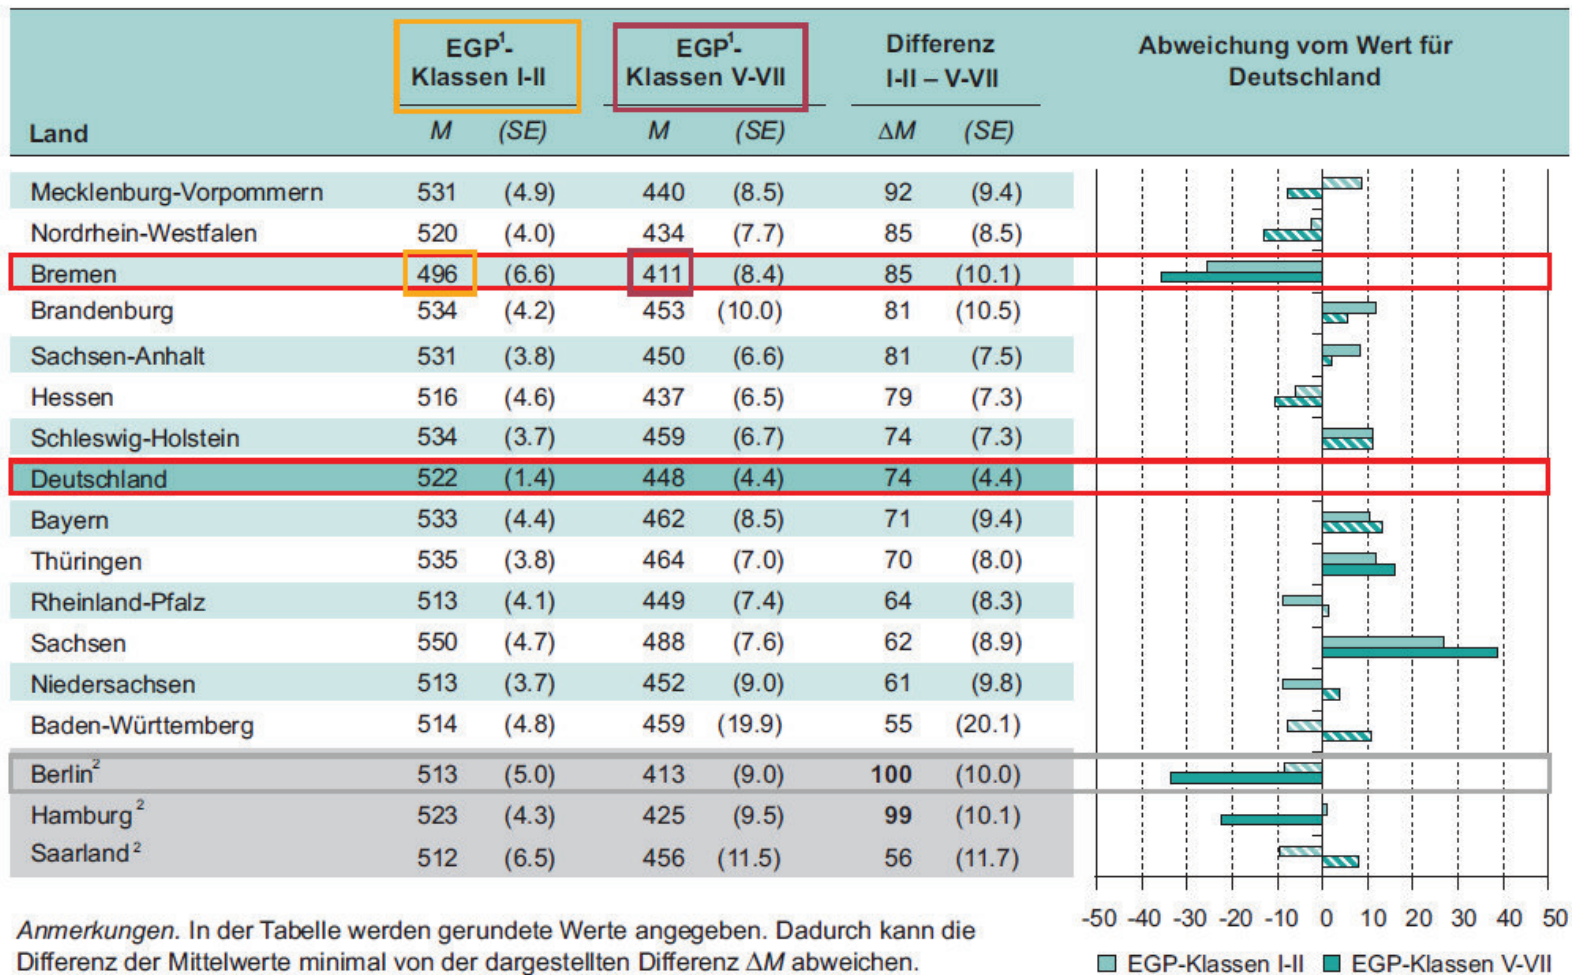 EGP¹- EGP¹- Differenz Abweichung vom Wert für
Klassen I-II Klassen V-VII I-II – V-VII Deutschland
Land M (SE) M (SE) ΔM (SE)
Mecklenburg-Vorpommern 531 (4.9) 440 (8.5) 92 (9.4)
Nordrhein-Westfalen 520 (4.0) 434 (7.7) 85 (8.5)
Bremen 496 (6.6) 411 (8.4) 85 (10.1)
Brandenburg 534 (4.2) 453 (10.0) 81 (10.5)
Sachsen-Anhalt 531 (3.8) 450 (6.6) 81 (7.5)
Hessen 516 (4.6) 437 (6.5) 79 (7.3)
Schleswig-Holstein 534 (3.7) 459 (6.7) 74 (7.3)
Deutschland 522 (1.4) 448 (4.4) 74 (4.4)
Bayern 533 (4.4) 462 (8.5) 71 (9.4)
Thüringen 535 (3.8) 464 (7.0) 70 (8.0)
Rheinland-Pfalz 513 (4.1) 449 (7.4) 64 (8.3)
Sachsen 550 (4.7) 488 (7.6) 62 (8.9)
Niedersachsen 513 (3.7) 452 (9.0) 61 (9.8)
Baden-Württemberg 514 (4.8) 459 (19.9) 55 (20.1)
Berlin² 513 (5.0) 413 (9.0) 100 (10.0)
Hamburg² 523 (4.3) 425 (9.5) 99 (10.1)
Saarland² 512 (6.5) 456 (11.5) 56 (11.7)
-50 -40 -30 -20 -10 0 10 20 30 40 50
Anmerkungen. In der Tabelle werden gerundete Werte angegeben. Dadurch kann die
Differenz der Mittelwerte minimal von der dargestellten Differenz ΔM abweichen.
EGP-Klassen I-II EGP-Klassen V-VII